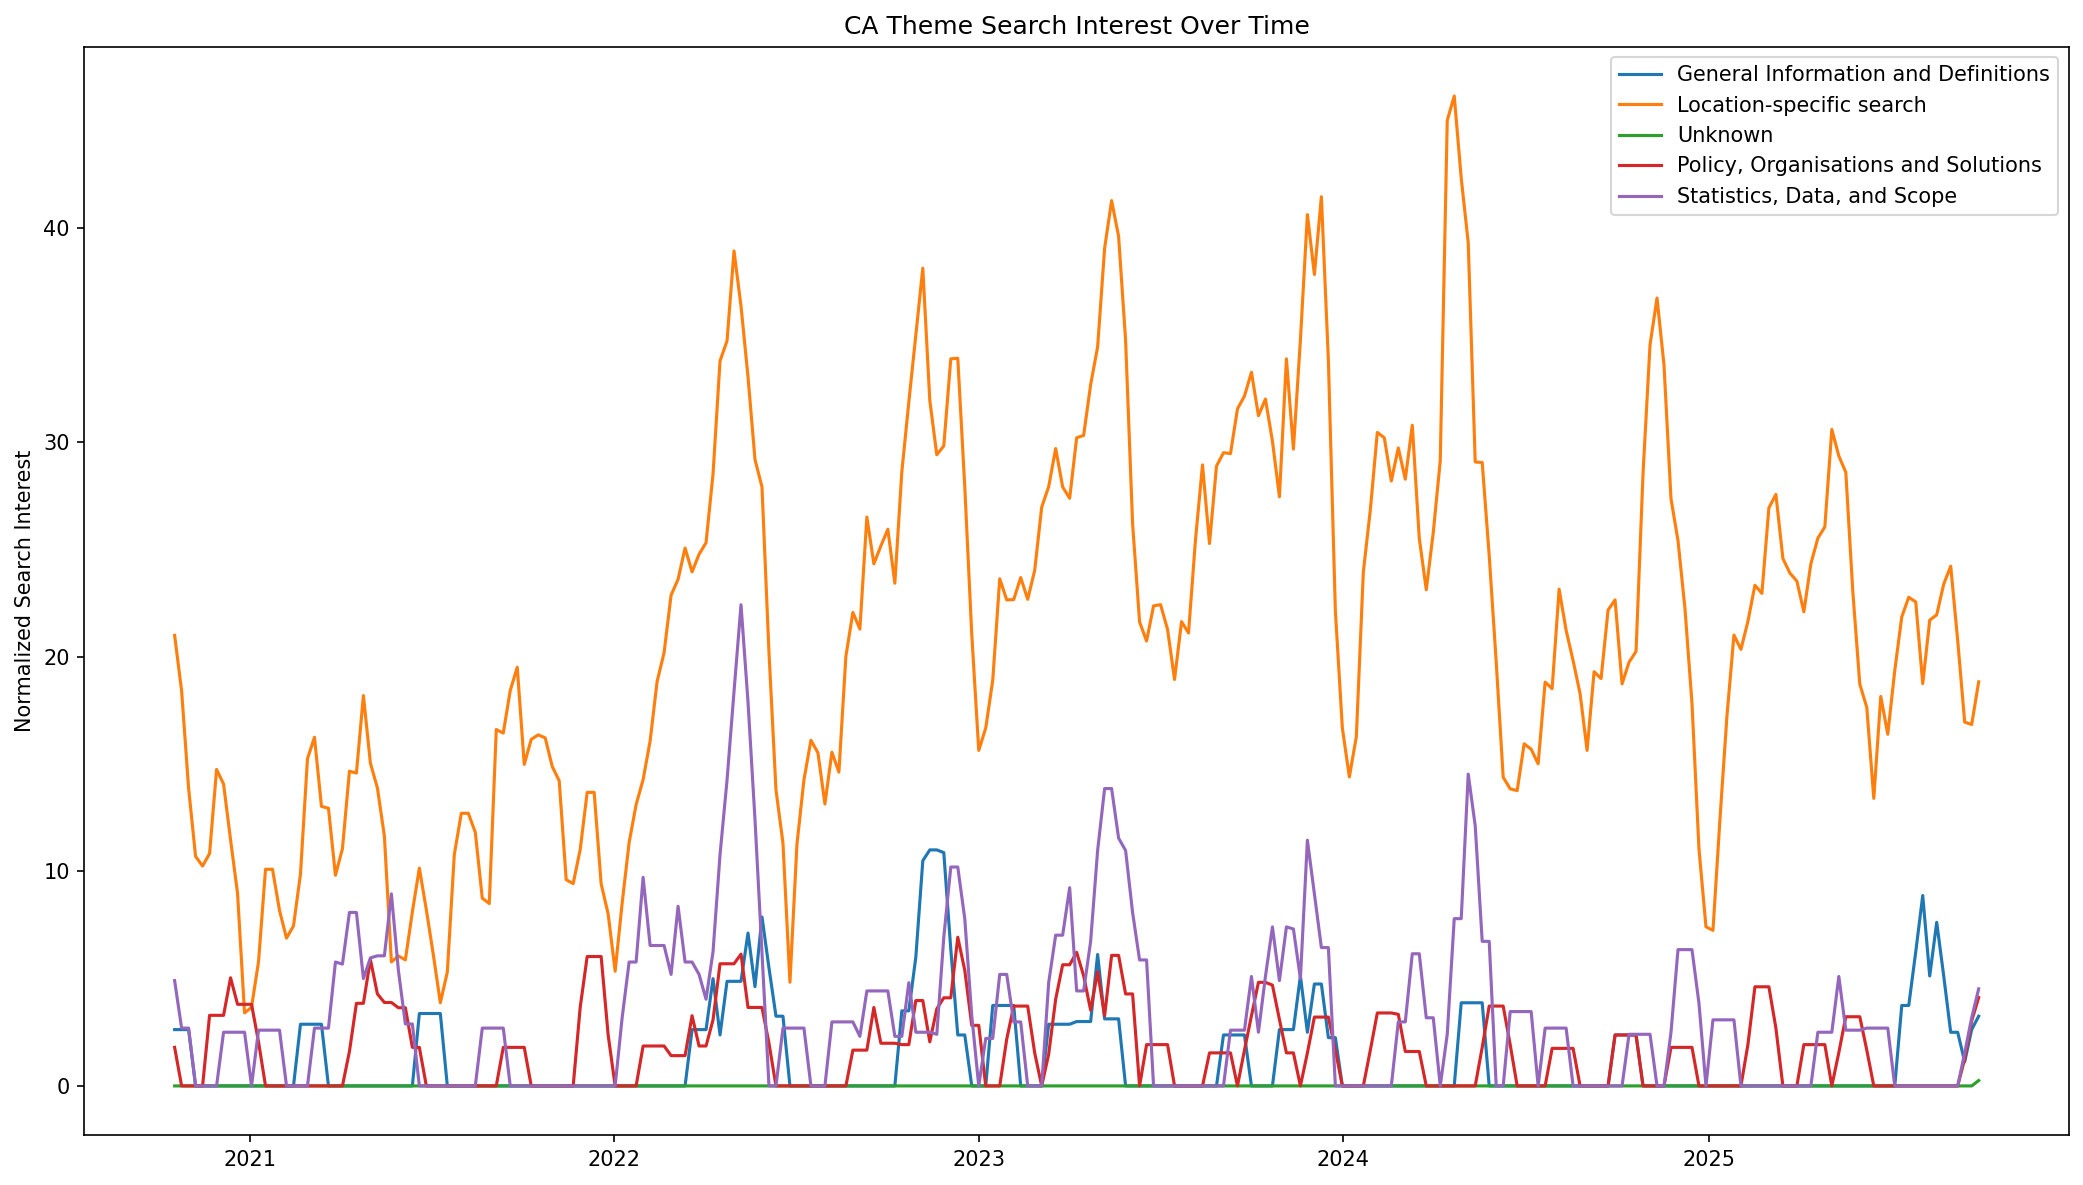 CA Theme Search Interest Over Time
General Information and Definitions
Location-specific search
Unknown
Policy, Organisations and Solutions
Statistics, Data, and Scope
Normalized Search Interest
40
30
20
10
0
2021 2022 2023 2024 2025